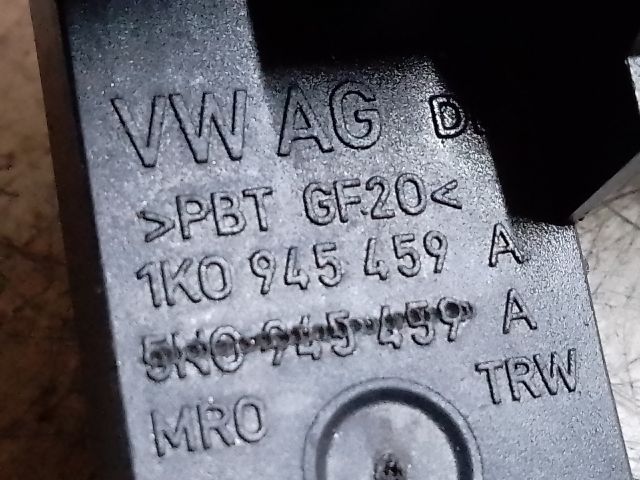 VW AG
>PBT GF20<
1K0 945 459 A
5K0 945 459 A
MRO TRW